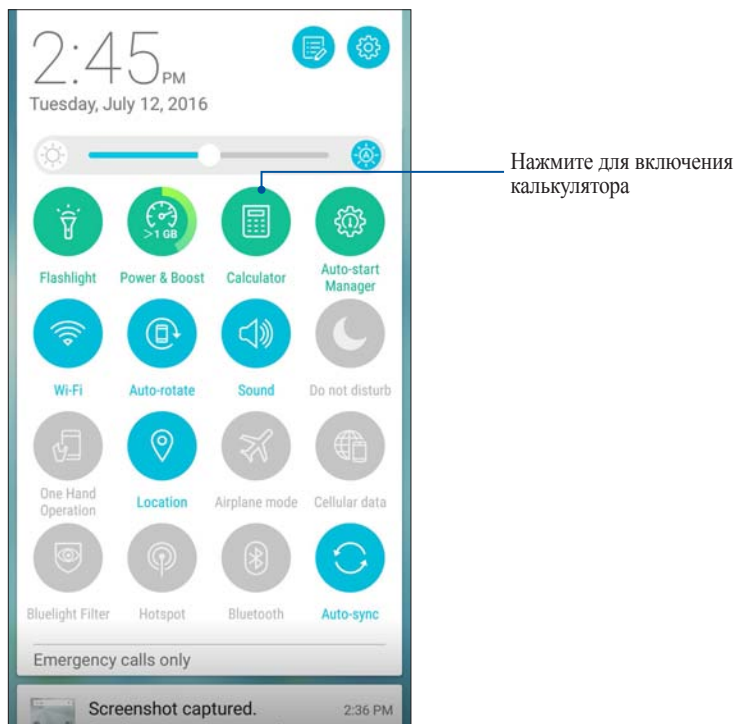 2:45 PM
Tuesday, July 12, 2016
A
Нажмите для включения
калькулятора
>1 GB
Flashlight Power & Boost Calculator Auto-start
Manager
Wi-Fi Auto-rotate Sound Do not disturb
One Hand
Operation Location Airplane mode Cellular data
Bluelight Filter Hotspot Bluetooth Auto-sync
Emergency calls only
Screenshot captured. 2:36 PM